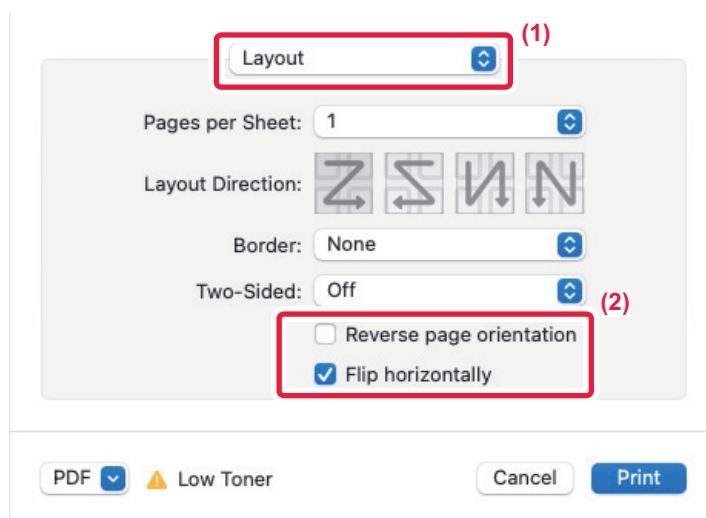 (1)
Layout
Pages per Sheet: 1
Layout Direction:
Border: None
Two-Sided: Off
(2)
Reverse page orientation
Flip horizontally
PDF Low Toner Cancel Print